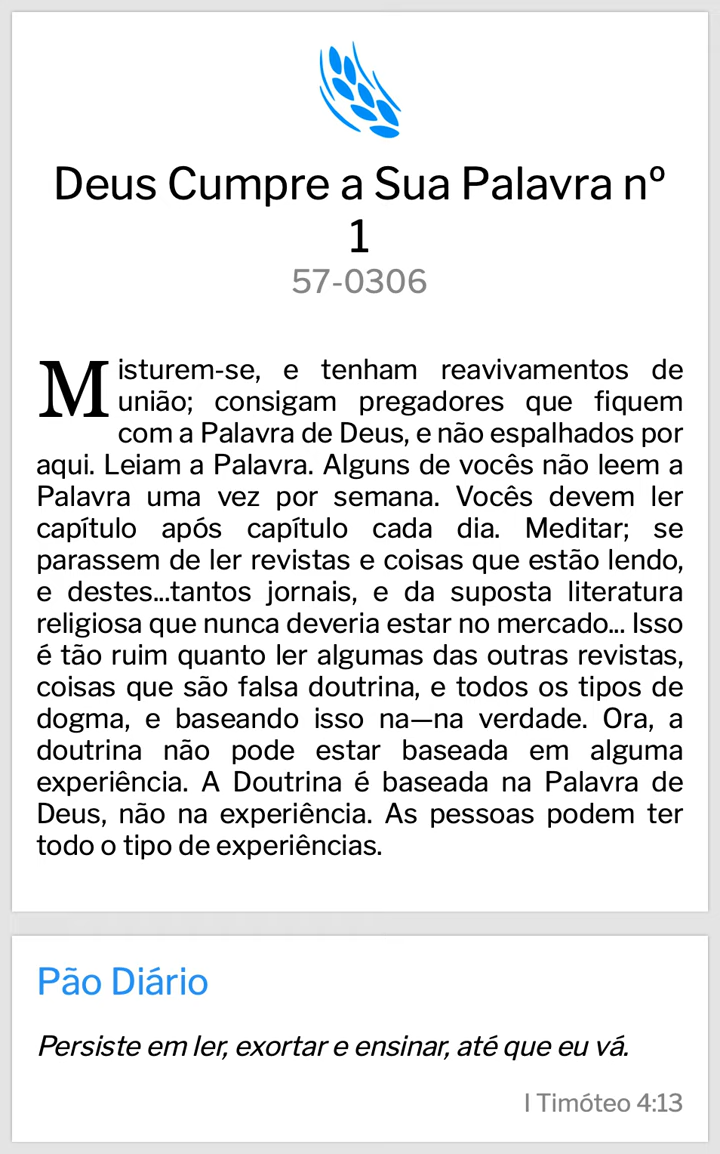 Deus Cumpre a Sua Palavra nº
1
57-0306
Misturem-se, e tenham reavivamentos de
união; consigam pregadores que fiquem
com a Palavra de Deus, e não espalhados por
aqui. Leiam a Palavra. Alguns de vocês não leem a
Palavra uma vez por semana. Vocês devem ler
capítulo após capítulo cada dia. Meditar; se
parassem de ler revistas e coisas que estão lendo,
e destes...tantos jornais, e da suposta literatura
religiosa que nunca deveria estar no mercado... Isso
é tão ruim quanto ler algumas das outras revistas,
coisas que são falsa doutrina, e todos os tipos de
dogma, e baseando isso na—na verdade. Ora, a
doutrina não pode estar baseada em alguma
experiência. A Doutrina é baseada na Palavra de
Deus, não na experiência. As pessoas podem ter
todo o tipo de experiências.
Pão Diário
Persiste em ler, exortar e ensinar, até que eu vá.
I Timóteo 4:13